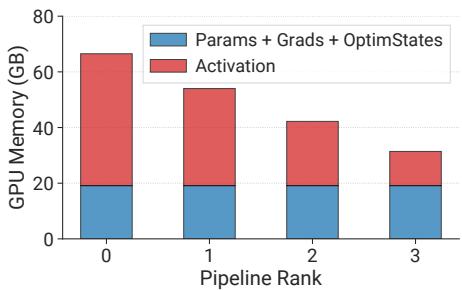 GPU Memory (GB)
80
60
40
20
0
Params + Grads + OptimStates
Activation
0 1 2 3
Pipeline Rank